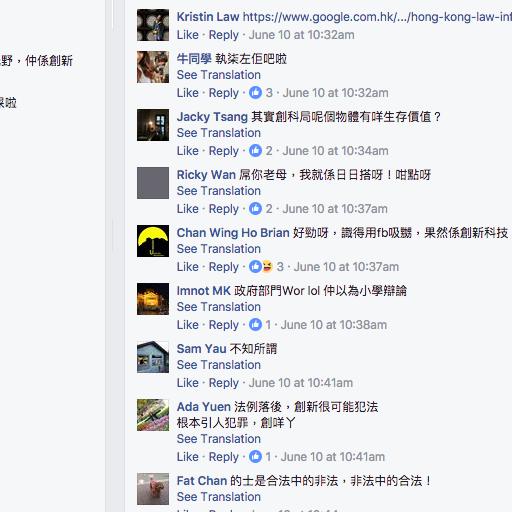 Kristin Law https://www.google.com.hk/.../hong-kong-law-inf
Like · Reply · June 10 at 10:32am
野，仲係創新
牛同學 執柒左佢吧啦
See Translation
Like · Reply · 3 · June 10 at 10:32am
啦
Jacky Tsang 其實創科局呢個物體有咩生存價值？
See Translation
Like · Reply · 2 · June 10 at 10:34am
Ricky Wan 屌你老母，我就係日日搭呀！咁點呀
See Translation
Like · Reply · 2 · June 10 at 10:37am
Chan Wing Ho Brian 好勁呀，識得用fb吸嬲，果然係創新科技
See Translation
Like · Reply · 3 · June 10 at 10:37am
Imnot MK 政府部門Wor lol 仲以為小學辯論
See Translation
Like · Reply · 1 · June 10 at 10:38am
Sam Yau 不知所謂
See Translation
Like · Reply · June 10 at 10:41am
Ada Yuen 法例落後，創新很可能犯法
根本引人犯罪，創咩丫
See Translation
Like · Reply · 1 · June 10 at 10:41am
Fat Chan 的士是合法中的非法，非法中的合法！
See Translation